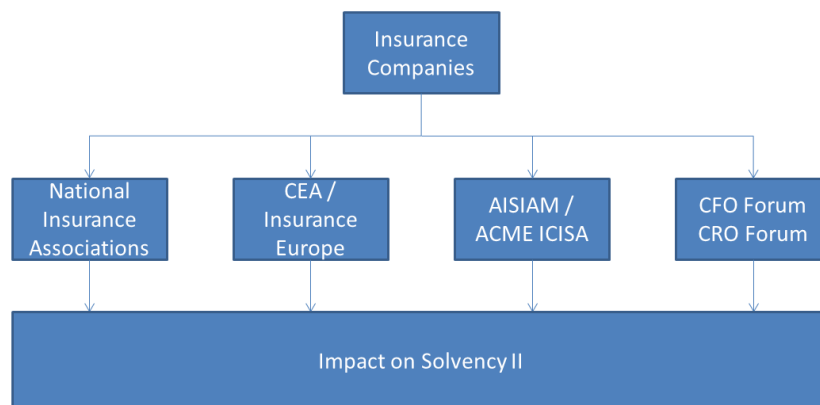 Insurance
Companies
National
Insurance
Associations
CEA /
Insurance
Europe
AISIAM /
ACME ICISA
CFO Forum
CRO Forum
Impact on Solvency II